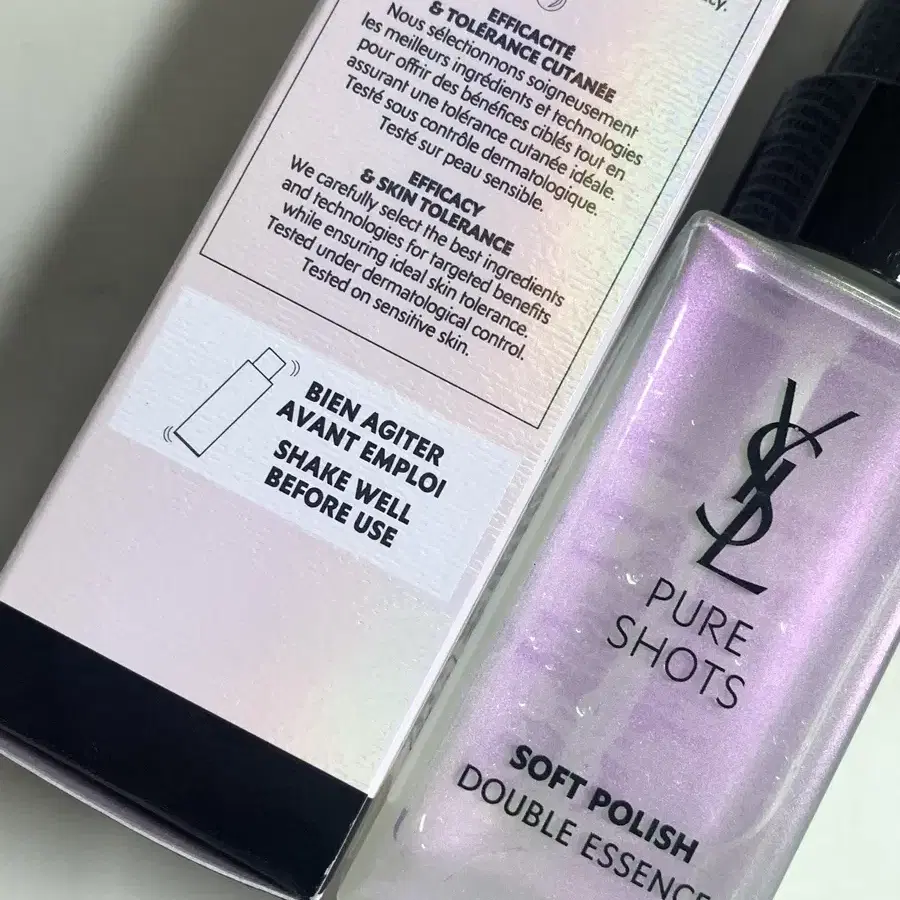 EFFICACITÉ
& TOLÉRANCE CUTANÉE
Nous sélectionnons soigneusement
les meilleurs ingrédients et technologies
pour offrir des bénéfices ciblés tout en
assurant une tolérance cutanée idéale.
Testé sous contrôle dermatologique.
Testé sur peau sensible.
EFFICACY
& SKIN TOLERANCE
We carefully select the best ingredients
and technologies for targeted benefits
while ensuring ideal skin tolerance.
Tested under dermatological control.
Tested on sensitive skin.
BIEN AGITER
AVANT EMPLOI
SHAKE WELL
BEFORE USE
YSL
PURE
SHOTS
SOFT POLISH
DOUBLE ESSENCE